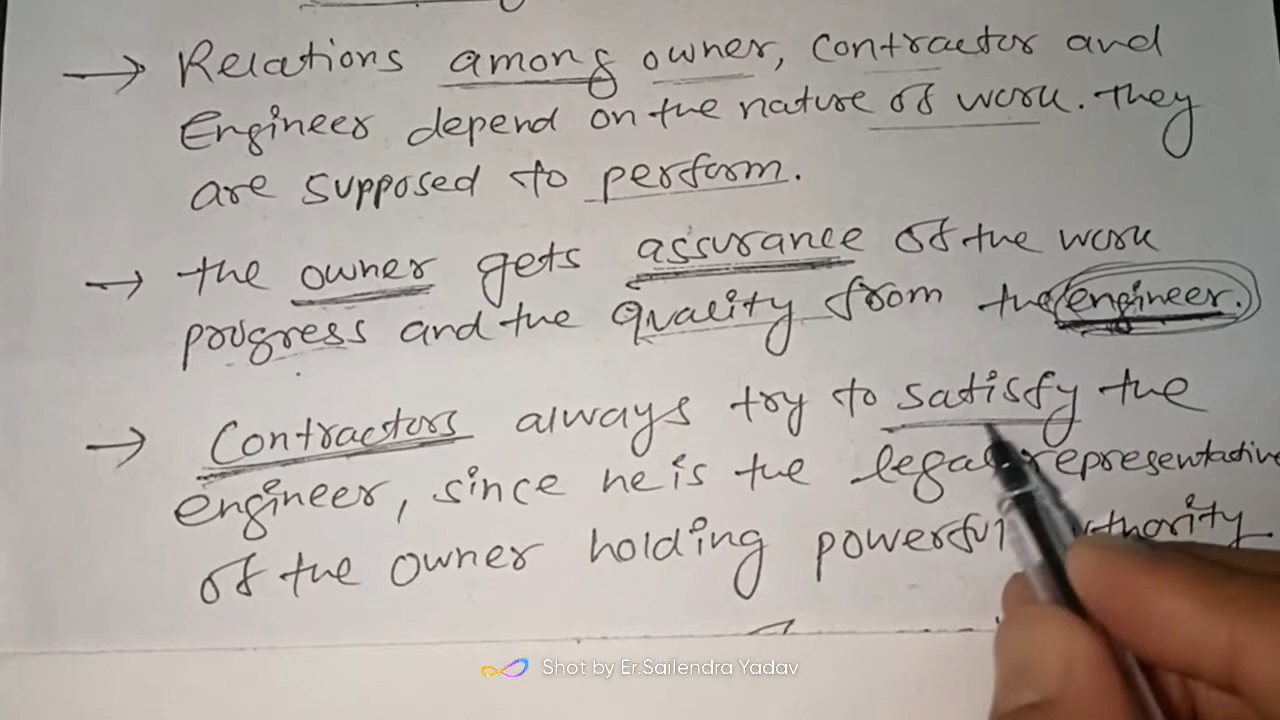 → Relations among owner, Contractor and
Engineer depend on the nature of work. They
are supposed to perform.
→ the owner gets assurance of the work
progress and the quality from the engineer.
→ Contractors always try to satisfy the
engineer, since he is the legal representative
of the owner holding powerful authority
Shot by Er.Sailendra Yadav